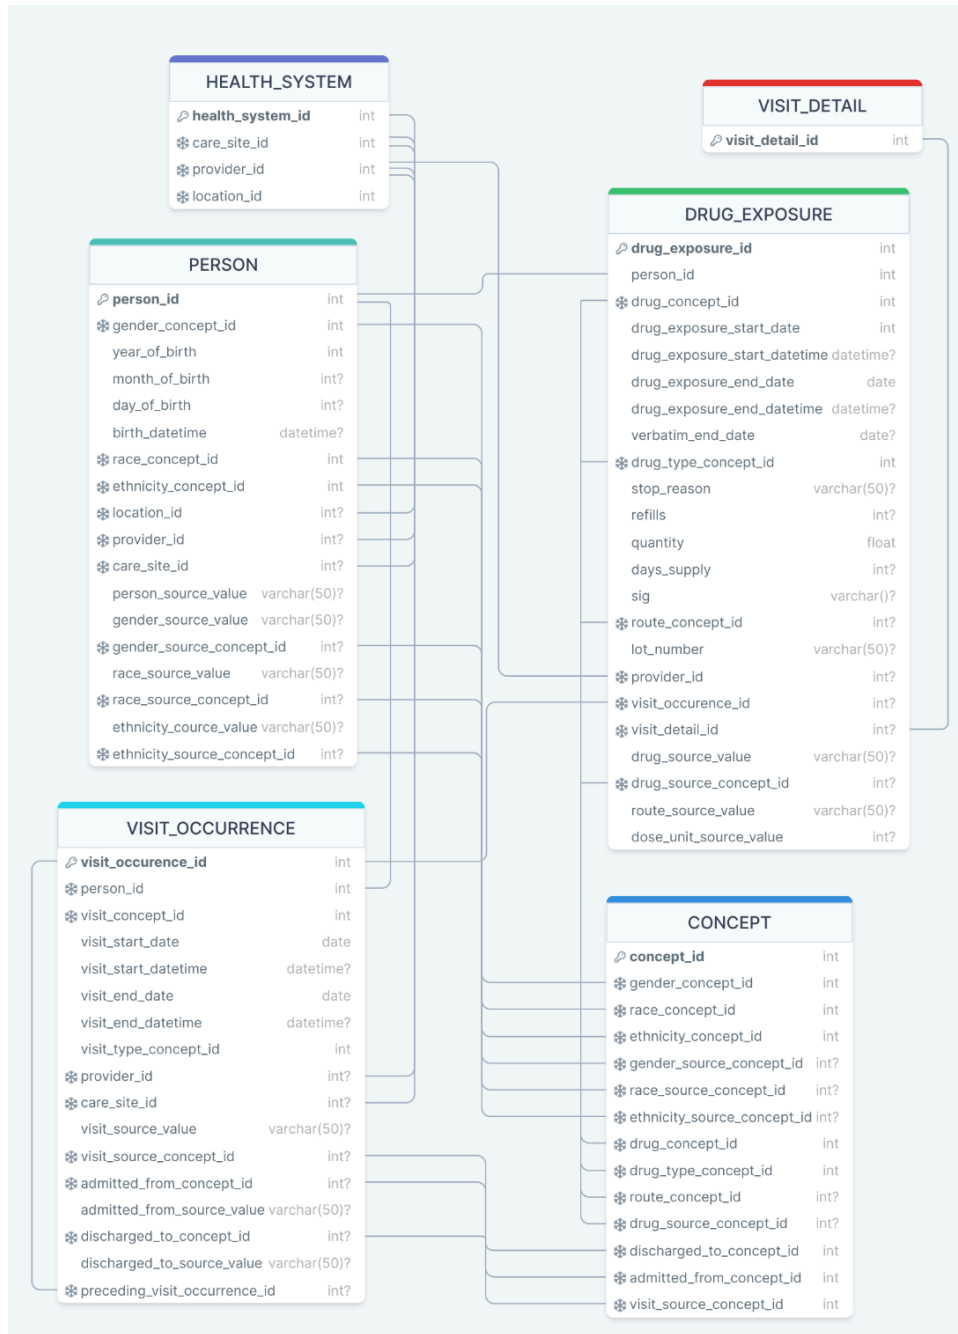 HEALTH_SYSTEM
health_system_id int
care_site_id int
provider_id int
location_id int
VISIT_DETAIL
visit_detail_id int
PERSON
person_id int
gender_concept_id int
year_of_birth int
month_of_birth int?
day_of_birth int?
birth_datetime datetime?
race_concept_id int
ethnicity_concept_id int
location_id int?
provider_id int?
care_site_id int?
person_source_value varchar(50)?
gender_source_value varchar(50)?
gender_source_concept_id int?
race_source_value varchar(50)?
race_source_concept_id int?
ethnicity_cource_value varchar(50)?
ethnicity_source_concept_id int?
DRUG_EXPOSURE
drug_exposure_id int
person_id int
drug_concept_id int
drug_exposure_start_date int
drug_exposure_start_datetime datetime?
drug_exposure_end_date date
drug_exposure_end_datetime datetime?
verbatim_end_date date?
drug_type_concept_id int
stop_reason varchar(50)?
refills int?
quantity float
days_supply int?
sig varchar()?
route_concept_id int?
lot_number varchar(50)?
provider_id int?
visit_occurence_id int?
visit_detail_id int?
drug_source_value varchar(50)?
drug_source_concept_id int?
route_source_value varchar(50)?
dose_unit_source_value int?
VISIT_OCCURRENCE
visit_occurence_id int
person_id int
visit_concept_id int
visit_start_date date
visit_start_datetime datetime?
visit_end_date date
visit_end_datetime datetime?
visit_type_concept_id int
provider_id int?
care_site_id int?
visit_source_value varchar(50)?
visit_source_concept_id int?
admitted_from_concept_id int?
admitted_from_source_value varchar(50)?
discharged_to_concept_id int?
discharged_to_source_value varchar(50)?
preceding_visit_occurrence_id int?
CONCEPT
concept_id int
gender_concept_id int
race_concept_id int
ethnicity_concept_id int
gender_source_concept_id int?
race_source_concept_id int?
ethnicity_source_concept_id int?
drug_concept_id int
drug_type_concept_id int
route_concept_id int?
drug_source_concept_id int?
discharged_to_concept_id int
admitted_from_concept_id int
visit_source_concept_id int